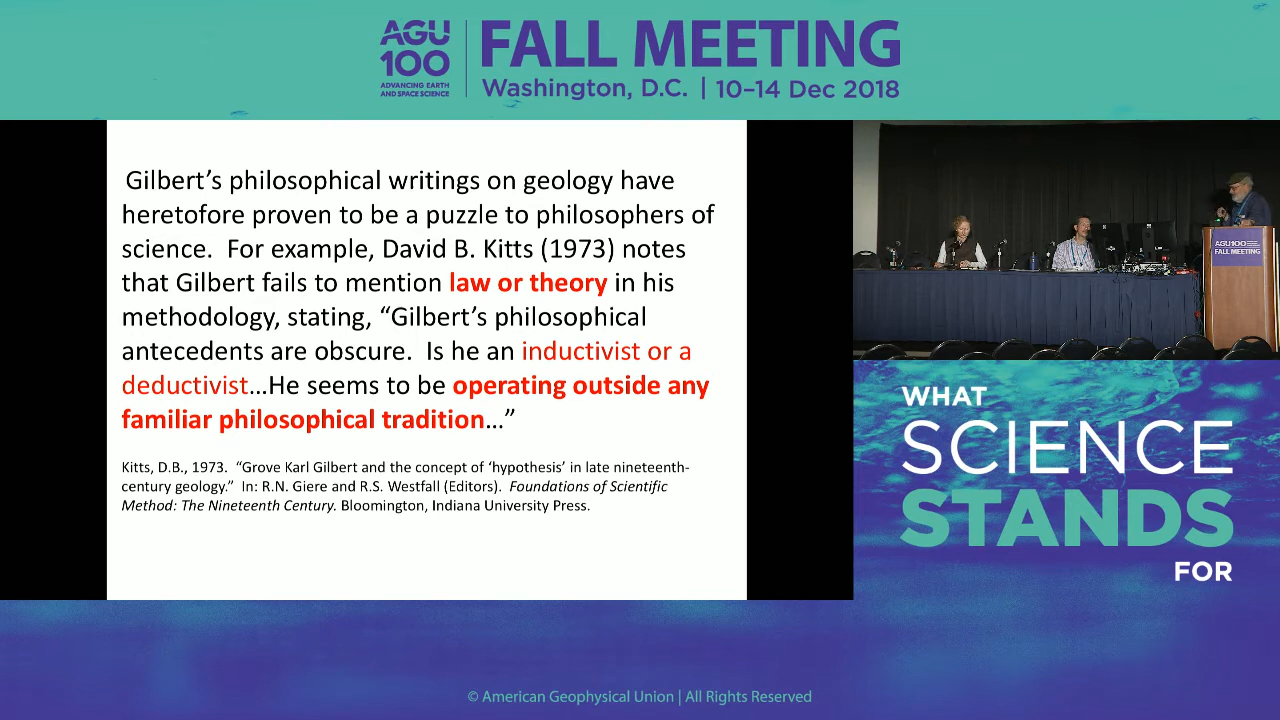 AGU
100
ADVANCING EARTH
AND SPACE SCIENCE
FALL MEETING
Washington, D.C. | 10–14 Dec 2018
Gilbert’s philosophical writings on geology have
heretofore proven to be a puzzle to philosophers of
science. For example, David B. Kitts (1973) notes
that Gilbert fails to mention law or theory in his
methodology, stating, “Gilbert’s philosophical
antecedents are obscure. Is he an inductivist or a
deductivist…He seems to be operating outside any
familiar philosophical tradition…”
Kitts, D.B., 1973. “Grove Karl Gilbert and the concept of ‘hypothesis’ in late nineteenth-
century geology.” In: R.N. Giere and R.S. Westfall (Editors). Foundations of Scientific
Method: The Nineteenth Century. Bloomington, Indiana University Press.
AGU100
FALL MEETING
WHAT
SCIENCE
STANDS
FOR
© American Geophysical Union | All Rights Reserved